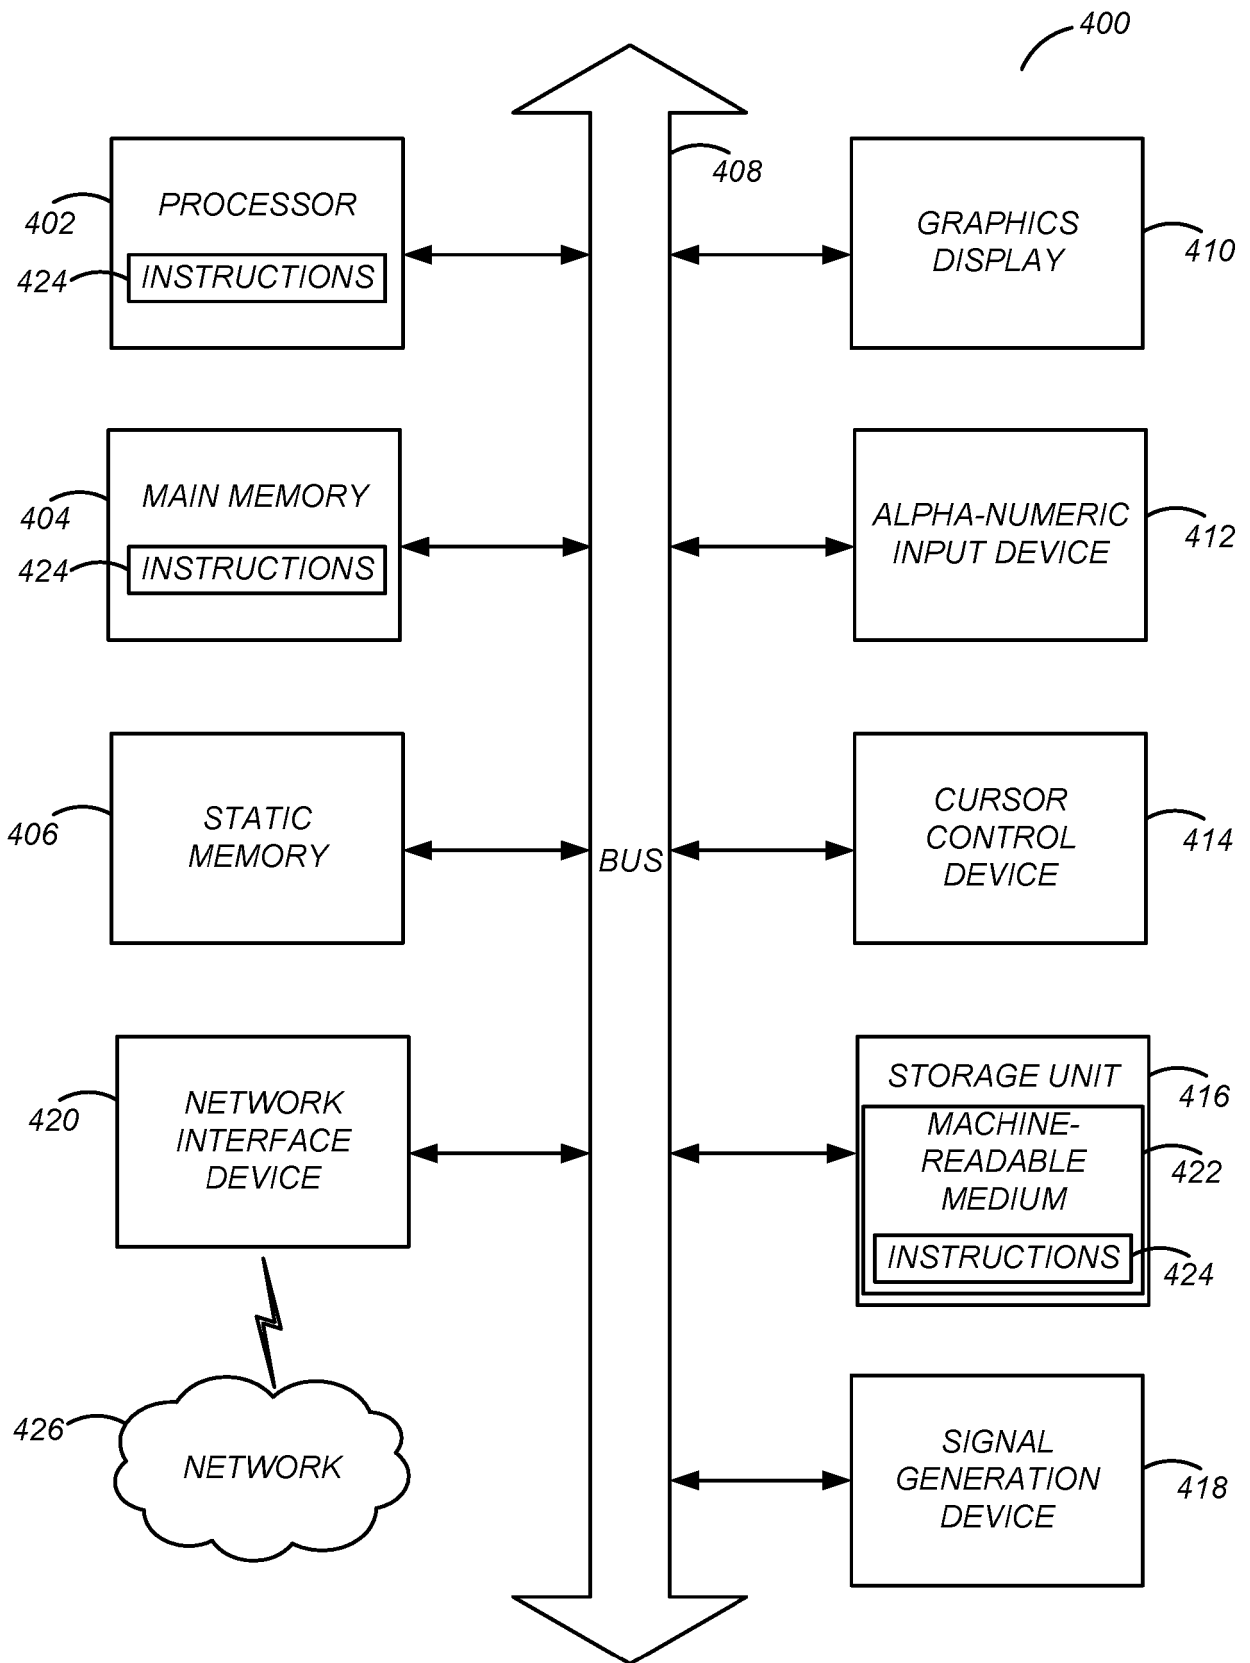 400
408
402
PROCESSOR
424
INSTRUCTIONS
GRAPHICS
DISPLAY
410
404
MAIN MEMORY
424
INSTRUCTIONS
ALPHA-NUMERIC
INPUT DEVICE
412
406
STATIC
MEMORY
BUS
CURSOR
CONTROL
DEVICE
414
420
NETWORK
INTERFACE
DEVICE
STORAGE UNIT
416
MACHINE-
READABLE
MEDIUM
422
INSTRUCTIONS
424
426
NETWORK
SIGNAL
GENERATION
DEVICE
418